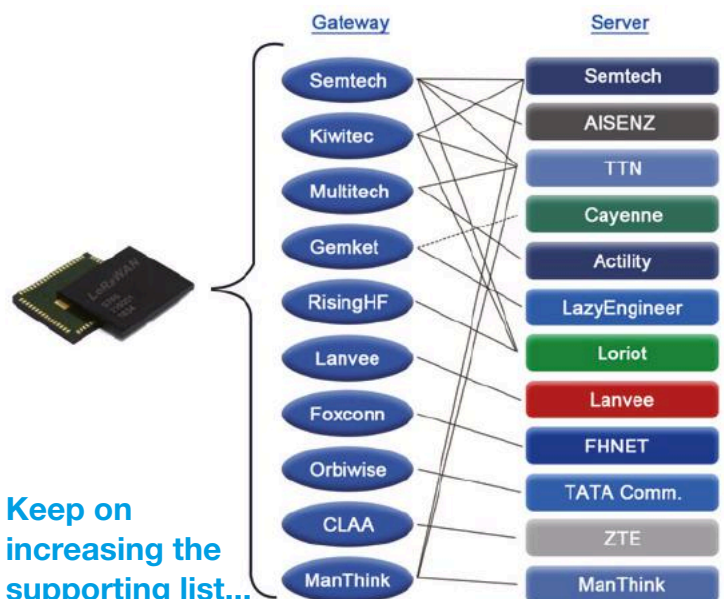 Gateway
Server
Semtech
Kiwitec
Multitech
Gemket
RisingHF
Lanvee
Foxconn
Orbiwise
CLAA
ManThink
Semtech
AISENZ
TTN
Cayenne
Actility
LazyEngineer
Loriot
Lanvee
FHNET
TATA Comm.
ZTE
ManThink
LoRaWAN
Keep on
increasing the
supporting list...